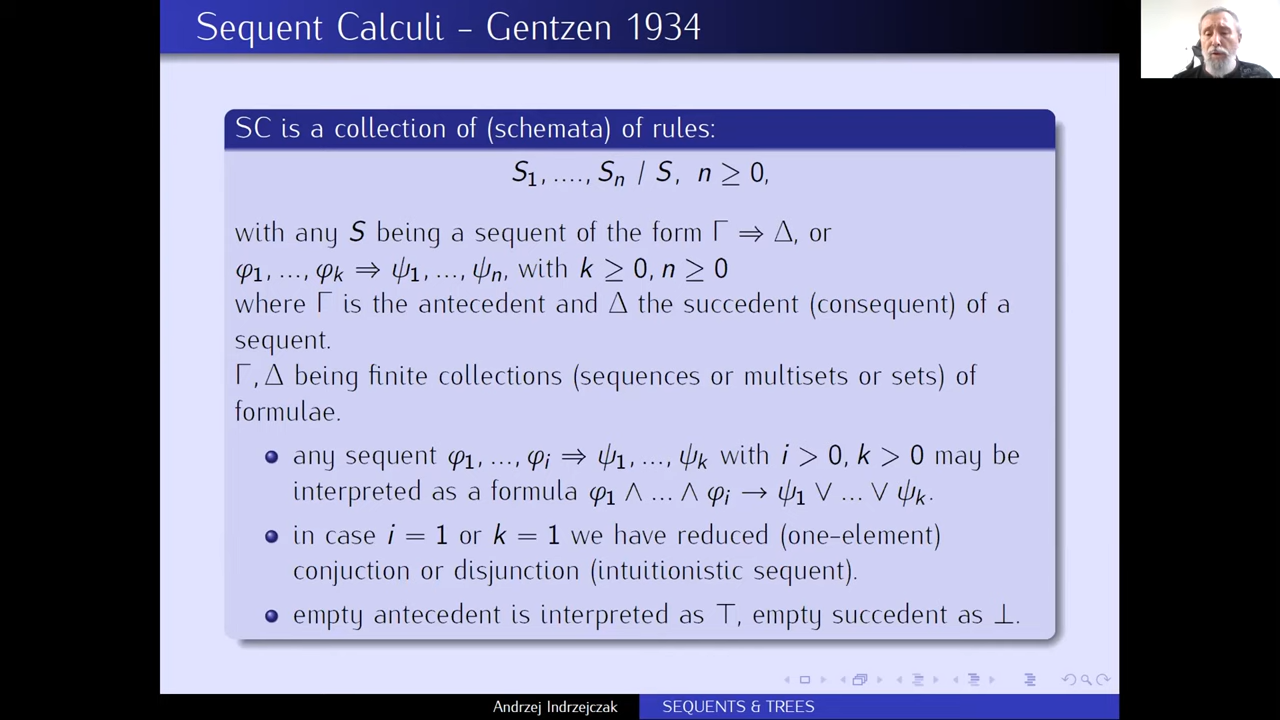 Sequent Calculi – Gentzen 1934
SC is a collection of (schemata) of rules:
S₁, ...., Sₙ / S, n ≥ 0,
with any S being a sequent of the form Γ ⇒ Δ, or
φ₁, ..., φₖ ⇒ ψ₁, ..., ψₙ, with k ≥ 0, n ≥ 0
where Γ is the antecedent and Δ the succedent (consequent) of a
sequent.
Γ, Δ being finite collections (sequences or multisets or sets) of
formulae.
any sequent φ₁, ..., φᵢ ⇒ ψ₁, ..., ψₖ with i > 0, k > 0 may be
interpreted as a formula φ₁ ∧ ... ∧ φᵢ → ψ₁ ∨ ... ∨ ψₖ.
in case i = 1 or k = 1 we have reduced (one–element)
conjuction or disjunction (intuitionistic sequent).
empty antecedent is interpreted as ⊤, empty succedent as ⊥.
Andrzej Indrzejczak
SEQUENTS & TREES